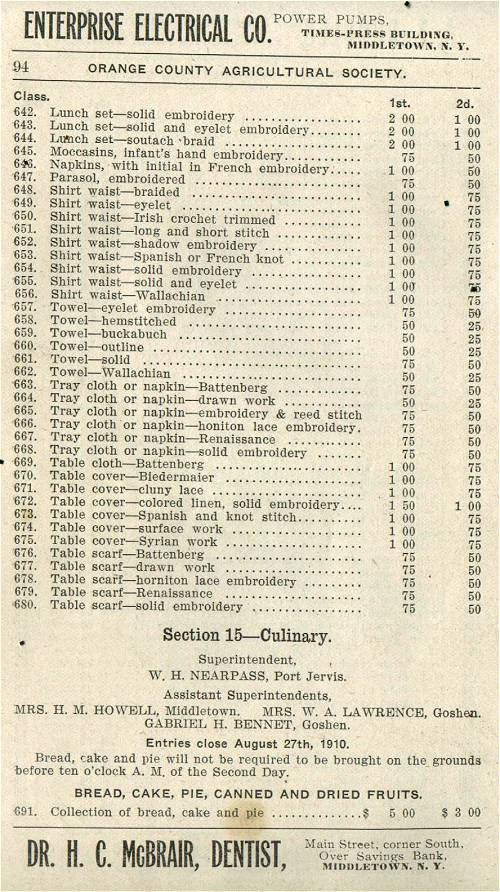 ENTERPRISE ELECTRICAL CO. POWER PUMPS,
TIMES-PRESS BUILDING,
MIDDLETOWN, N. Y.
94 ORANGE COUNTY AGRICULTURAL SOCIETY.
Class. 1st. 2d.
642. Lunch set—solid embroidery 2 00 1 00
643. Lunch set—solid and eyelet embroidery 2 00 1 00
644. Lunch set—soutach braid 2 00 1 00
645. Moccasins, infant's hand embroidery 75 50
646. Napkins, with initial in French embroidery 1 00 50
647. Parasol, embroidered 75 50
648. Shirt waist—braided 1 00 75
649. Shirt waist—eyelet 1 00 75
650. Shirt waist—Irish crochet trimmed 1 00 75
651. Shirt waist—long and short stitch 1 00 75
652. Shirt waist—shadow embroidery 1 00 75
653. Shirt waist—Spanish or French knot 1 00 75
654. Shirt waist—solid embroidery 1 00 75
655. Shirt waist—solid and eyelet 1 00 75
656. Shirt waist—Wallachian 1 00 75
657. Towel—eyelet embroidery 75 50
658. Towel—hemstitched 50 25
659. Towel—buckabuch 50 25
660. Towel—outline 50 25
661. Towel—solid 75 50
662. Towel—Wallachian 50 25
663. Tray cloth or napkin—Battenberg 75 50
664. Tray cloth or napkin—drawn work 50 25
665. Tray cloth or napkin—embroidery & reed stitch 75 50
666. Tray cloth or napkin—honiton lace embroidery. 75 50
667. Tray cloth or napkin—Renaissance 75 50
668. Tray cloth or napkin—solid embroidery 75 50
669. Table cloth—Battenberg 1 00 75
670. Table cover—Biedermaier 1 00 75
671. Table cover—cluny lace 1 00 75
672. Table cover—colored linen, solid embroidery 1 50 1 00
673. Table cover—Spanish and knot stitch 1 00 75
674. Table cover—surface work 1 00 75
675. Table cover—Syrian work 1 00 75
676. Table scarf—Battenberg 75 50
677. Table scarf—drawn work 75 50
678. Table scarf—horniton lace embroidery 75 50
679. Table scarf—Renaissance 75 50
680. Table scarf—solid embroidery 75 50
Section 15—Culinary.
Superintendent,
W. H. NEARPASS, Port Jervis.
Assistant Superintendents,
MRS. H. M. HOWELL, Middletown. MRS. W. A. LAWRENCE, Goshen.
GABRIEL H. BENNET, Goshen.
Entries close August 27th, 1910.
Bread, cake and pie will not be required to be brought on the grounds
before ten o'clock A. M. of the Second Day.
BREAD, CAKE, PIE, CANNED AND DRIED FRUITS.
691. Collection of bread, cake and pie $ 5 00 $ 3 00
DR. H. C. McBRAIR, DENTIST, Main Street, corner South,
Over Savings Bank,
MIDDLETOWN. N. Y.